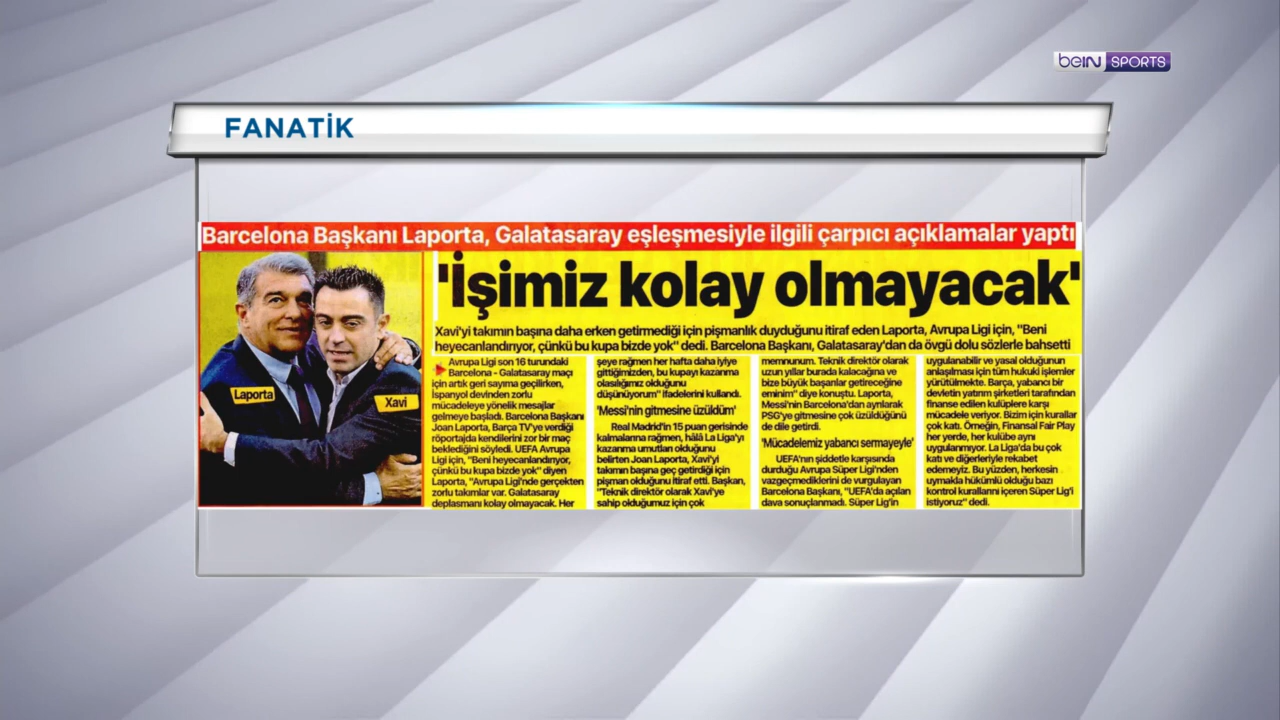 beIN SPORTS
FANATİK
Barcelona Başkanı Laporta, Galatasaray eşleşmesiyle ilgili çarpıcı açıklamalar yaptı
'İşimiz kolay olmayacak'
Xavi'yi takımın başına daha erken getirmediği için pişmanlık duyduğunu itiraf eden Laporta, Avrupa Ligi için, "Beni
heyecanlandırıyor, çünkü bu kupa bizde yok" dedi. Barcelona Başkanı, Galatasaray'dan da övgü dolu sözlerle bahsetti
Laporta
Xavi
Avrupa Ligi son 16 turundaki
Barcelona - Galatasaray maçı
için artık geri sayıma geçilirken,
İspanyol devinden zorlu
mücadeleye yönelik mesajlar
gelmeye başladı. Barcelona Başkanı
Joan Laporta, Barça TV'ye verdiği
röportajda kendilerini zor bir maç
beklediğini söyledi. UEFA Avrupa
Ligi için, "Beni heyecanlandırıyor,
çünkü bu kupa bizde yok" diyen
Laporta, "Avrupa Ligi'nde gerçekten
zorlu takımlar var. Galatasaray
deplasmanı kolay olmayacak. Her
şeye rağmen her hafta daha iyiye
gittiğimizden, bu kupayı kazanma
olasılığımız olduğunu
düşünüyorum" ifadelerini kullandı.
'Messi'nin gitmesine üzüldüm'
Real Madrid'in 15 puan gerisinde
kalmalarına rağmen, hâlâ La Liga'yı
kazanma umutları olduğunu
belirten Joan Laporta, Xavi'yi
takımın başına geç getirdiği için
pişman olduğunu itiraf etti. Başkan,
"Teknik direktör olarak Xavi'ye
sahip olduğumuz için çok
memnunum. Teknik direktör olarak
uzun yıllar burada kalacağına ve
bize büyük başarılar getireceğine
eminim" diye konuştu. Laporta,
Messi'nin Barcelona'dan ayrılarak
PSG'ye gitmesine çok üzüldüğünü
de dile getirdi.
'Mücadelemiz yabancı sermayeyle'
UEFA'nın şiddetle karşısında
durduğu Avrupa Süper Ligi'nden
vazgeçmediklerini de vurgulayan
Barcelona Başkanı, "UEFA'da açılan
dava sonuçlanmadı. Süper Lig'in
uygulanabilir ve yasal olduğunun
anlaşılması için tüm hukuki işlemler
yürütülmekte. Barça, yabancı bir
devletin yatırım şirketleri tarafından
finanse edilen kulüplere karşı
mücadele veriyor. Bizim için kurallar
çok katı. Örneğin, Finansal Fair Play
her yerde, her kulübe aynı
uygulanmıyor. La Liga'da bu çok
katı ve diğerleriyle rekabet
edemeyiz. Bu yüzden, herkesin
uymakla hükümlü olduğu bazı
kontrol kurallarını içeren Süper Lig'i
istiyoruz" dedi.